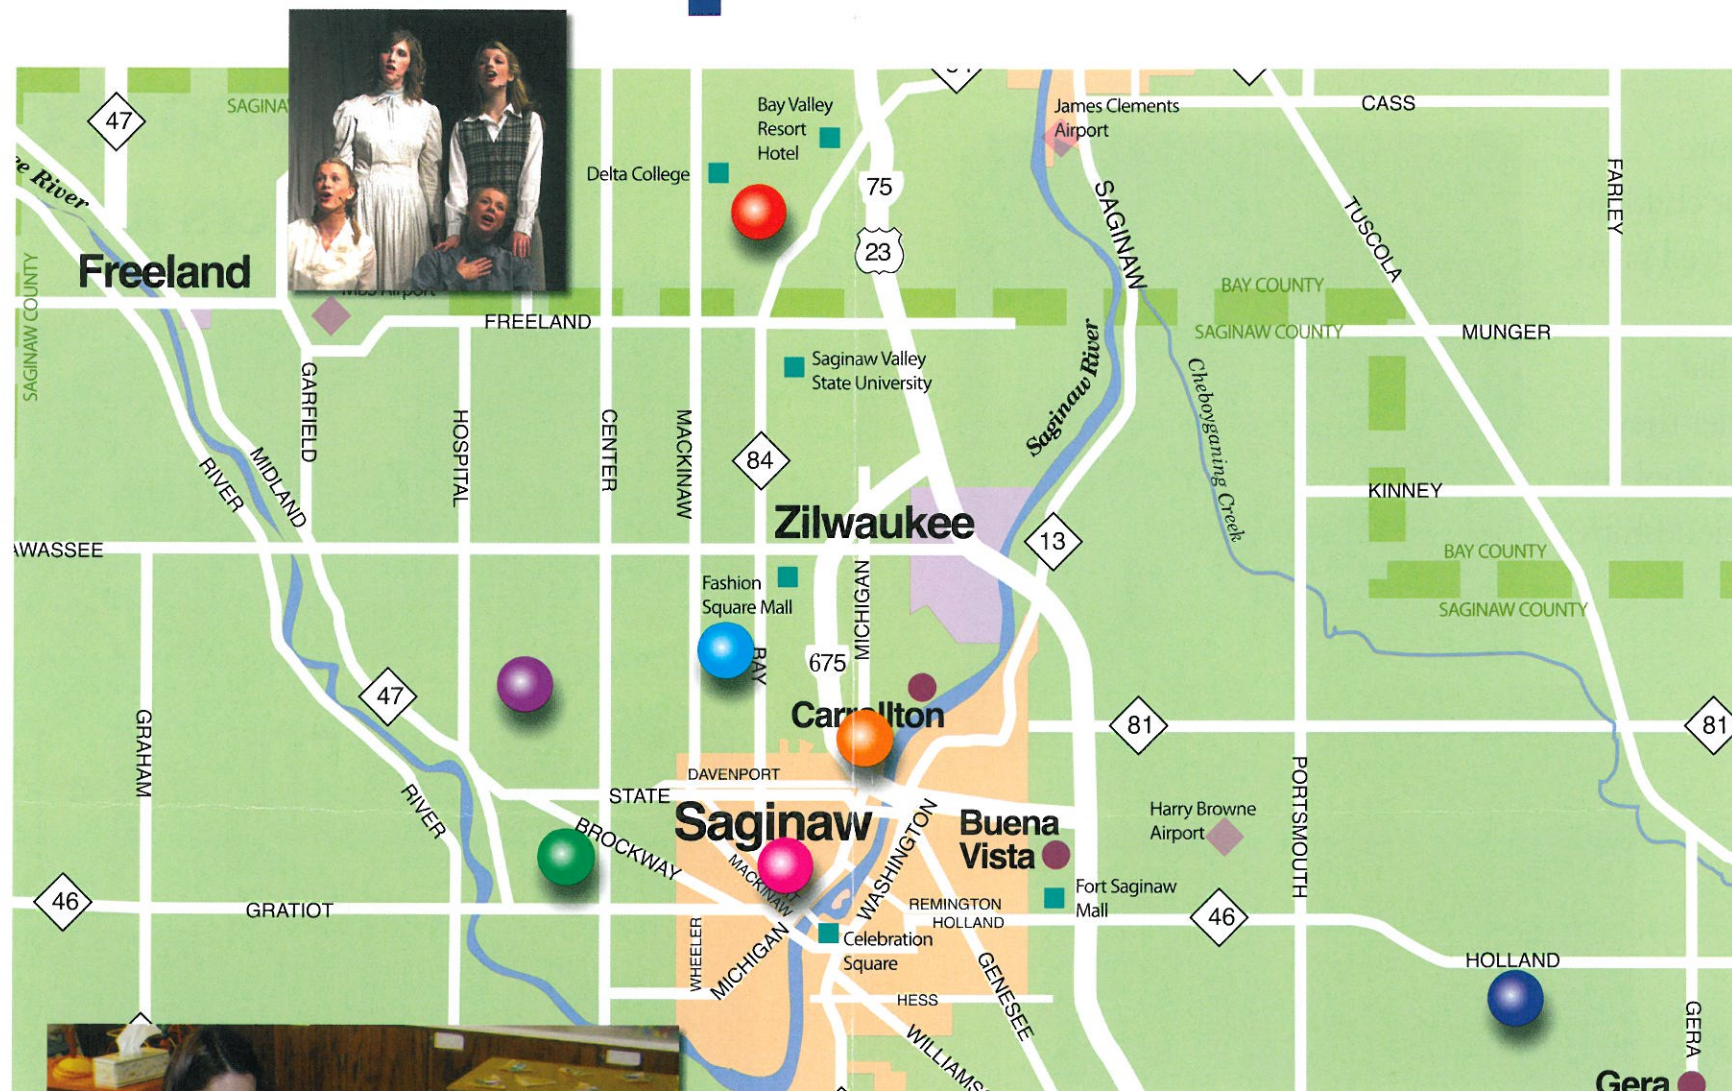 47
SAGINA
Bay Valley
Resort
Hotel
Delta College
James Clements
Airport
CASS
FARLEY
75
23
SAGINAW
TUSCOLA
ee River
Freeland
SAGINAW COUNTY
FREELAND
BAY COUNTY
SAGINAW COUNTY
MUNGER
Saginaw Valley
State University
Saginaw River
Cheboyganing Creek
GARFIELD
HOSPITAL
CENTER
MACKINAW
84
RIVER
MIDLAND
KINNEY
Zilwaukee
13
AWASSEE
BAY COUNTY
SAGINAW COUNTY
Fashion
Square Mall
MICHIGAN
BAY
675
47
GRAHAM
Carrollton
81
81
RIVER
DAVENPORT
STATE
PORTSMOUTH
Saginaw
BROCKWAY
MACKINAW
WASHINGTON
Buena
Vista
Harry Browne
Airport
Fort Saginaw
Mall
46
GRATIOT
REMINGTON
HOLLAND
46
WHEELER
MICHIGAN
Celebration
Square
GENESEE
HOLLAND
HESS
WILLIAMS
GERA
Gera